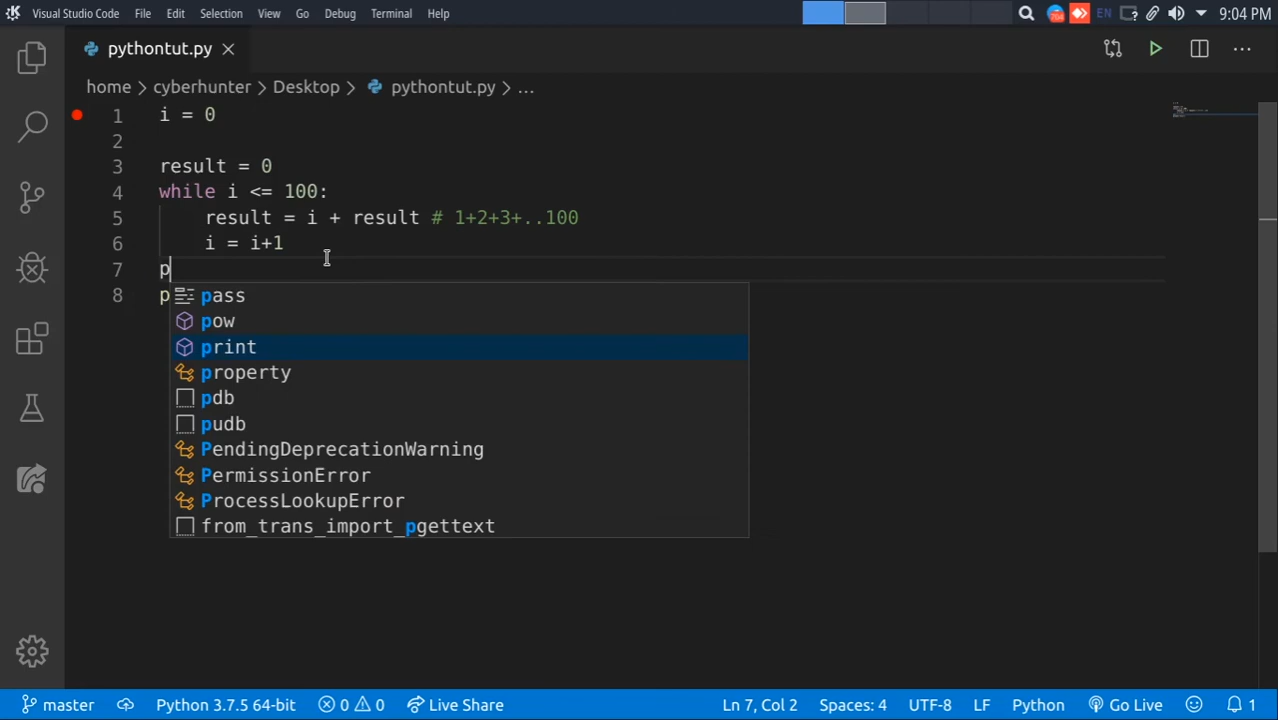 Visual Studio Code File Edit Selection View Go Debug Terminal Help EN 9:04 PM
pythontut.py
home > cyberhunter > Desktop > pythontut.py > ...
1 i = 0
2
3 result = 0
4 while i <= 100:
5 result = i + result # 1+2+3+..100
6 i = i+1
7 p
8 p
pass
pow
print
property
pdb
pudb
PendingDeprecationWarning
PermissionError
ProcessLookupError
from_trans_import_pgettext
master Python 3.7.5 64-bit 0 0 Live Share Ln 7, Col 2 Spaces: 4 UTF-8 LF Python Go Live 1